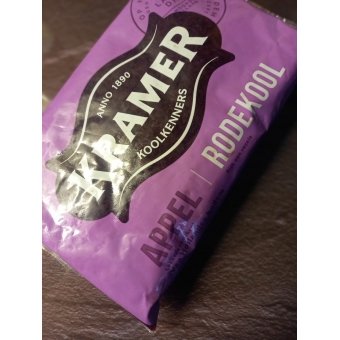 ANNO 1890
KRAMER
KOOLKENNERS
APPEL | RODEKOOL